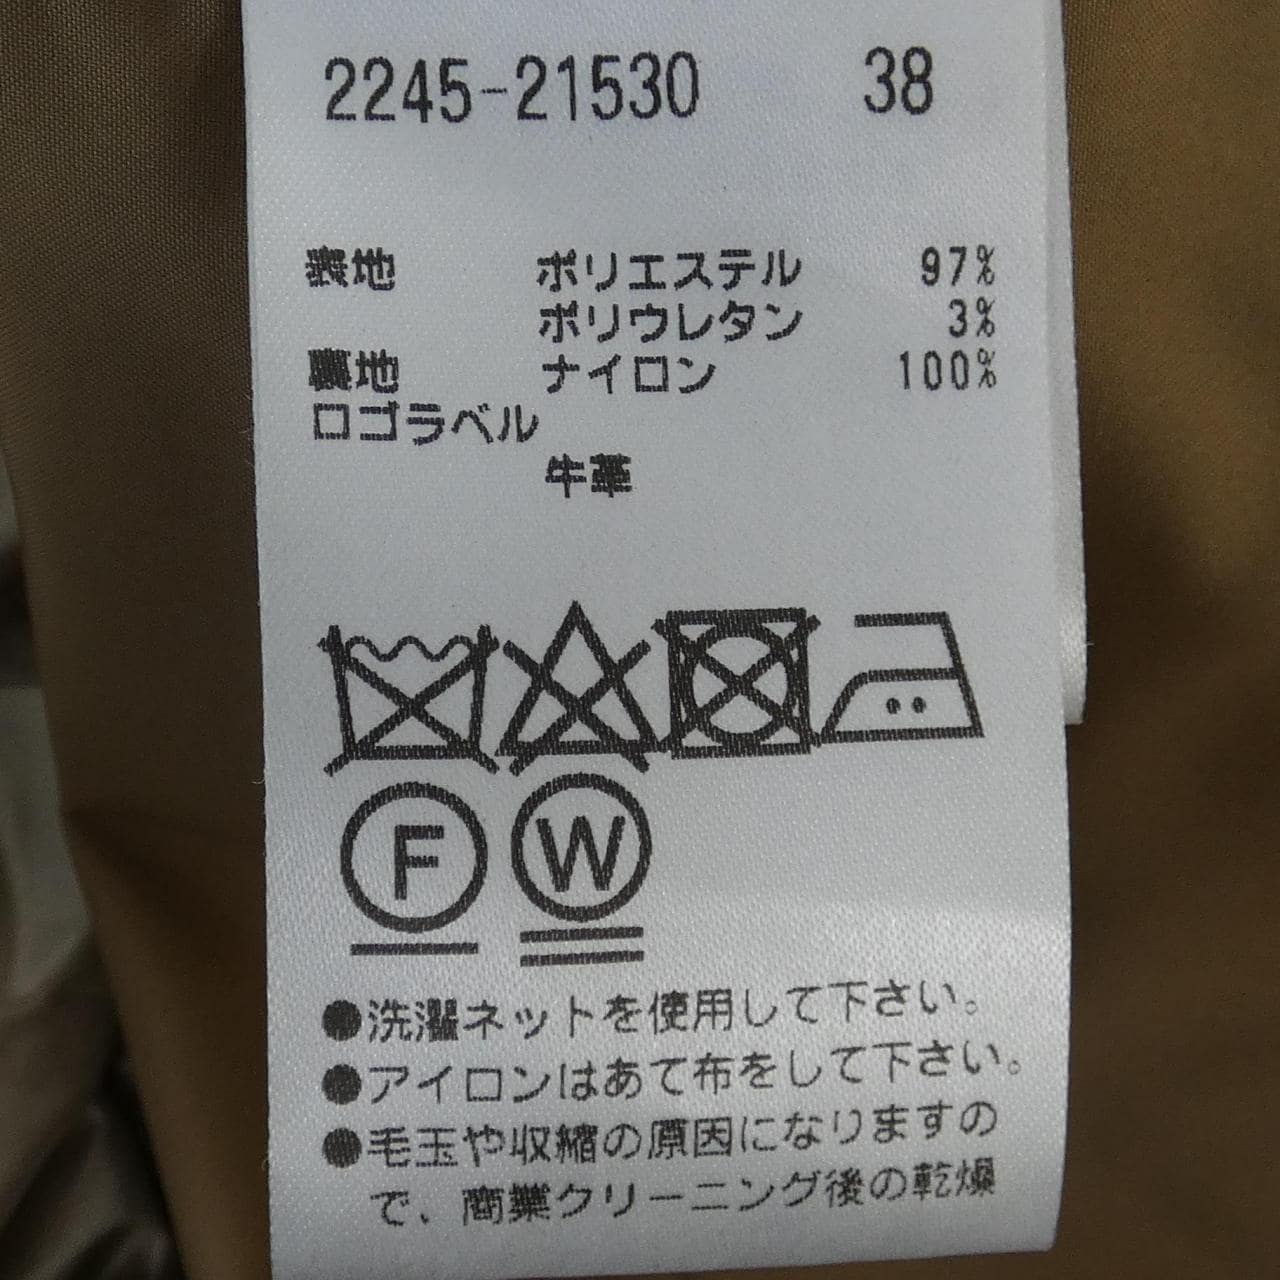 2245-21530 38
表地 ポリエステル 97%
ポリウレタン 3%
裏地 ナイロン 100%
ロゴラベル
牛革
F W
●洗濯ネットを使用して下さい。
●アイロンはあて布をして下さい。
●毛玉や収縮の原因になりますの
で、商業クリーニング後の乾燥